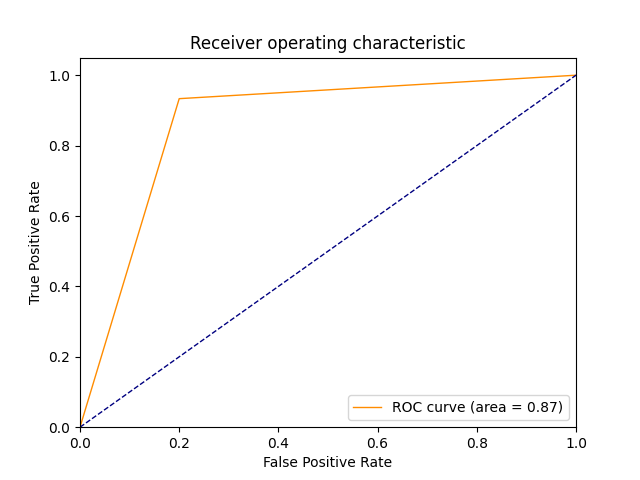 Receiver operating characteristic
1.0
0.8
0.6
0.4
0.2
0.0
True Positive Rate
ROC curve (area = 0.87)
0.0 0.2 0.4 0.6 0.8 1.0
False Positive Rate